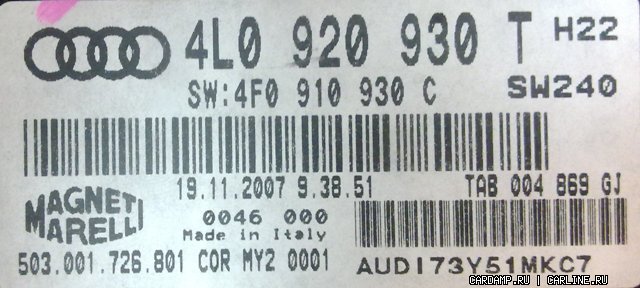 4L0 920 930 T H22
SW:4F0 910 930 C SW240
19.11.2007 9.38.51 TAB 004 869 GJ
MAGNETI
MARELLI
0046 000
Made in Italy
503.001.726.801 COR MY2 0001
AUDI73Y51MKC7
CARDAMP.RU | CARLINE.RU